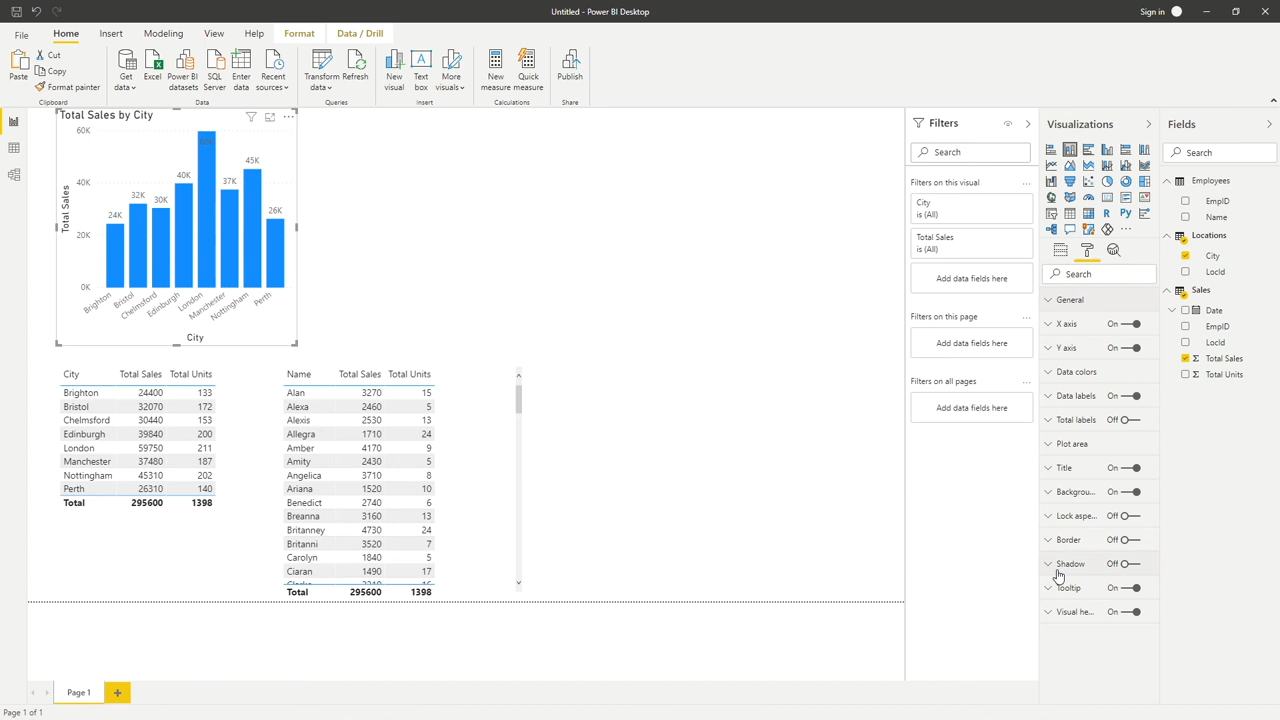 Untitled - Power BI Desktop
Sign in
File Home Insert Modeling View Help Format Data / Drill
Paste
Cut
Copy
Format painter
Clipboard
Get data
Excel
Power BI datasets
SQL Server
Enter data
Recent sources
Data
Transform data
Refresh
Queries
New visual
Text box
More visuals
Insert
New measure
Quick measure
Calculations
Publish
Share
Total Sales by City
60K
40K
20K
0K
Total Sales
24K 32K 30K 40K 60K 37K 45K 26K
Brighton Bristol Chelmsford Edinburgh London Manchester Nottingham Perth
City
City Total Sales Total Units
Brighton 24400 133
Bristol 32070 172
Chelmsford 30440 153
Edinburgh 39840 200
London 59750 211
Manchester 37480 187
Nottingham 45310 202
Perth 26310 140
Total 295600 1398
Name Total Sales Total Units
Alan 3270 15
Alexa 2460 5
Alexis 2530 13
Allegra 1710 24
Amber 4170 9
Amity 2430 5
Angelica 3710 8
Ariana 1520 10
Benedict 2740 6
Breanna 3160 13
Britanney 4730 24
Britanni 3520 7
Carolyn 1840 5
Ciaran 1490 17
Total 295600 1398
Filters
Search
Filters on this visual ...
City
is (All)
Total Sales
is (All)
Add data fields here
Filters on this page ...
Add data fields here
Filters on all pages ...
Add data fields here
Visualizations
R Py
Search
General
X axis On
Y axis On
Data colors
Data labels On
Total labels Off
Plot area
Title On
Backgrou... On
Lock aspe... Off
Border Off
Shadow Off
Tooltip On
Visual he... On
Fields
Search
Employees
EmpID
Name
Locations
City
LocId
Sales
Date
EmpID
LocId
Σ Total Sales
Σ Total Units
Page 1
Page 1 of 1